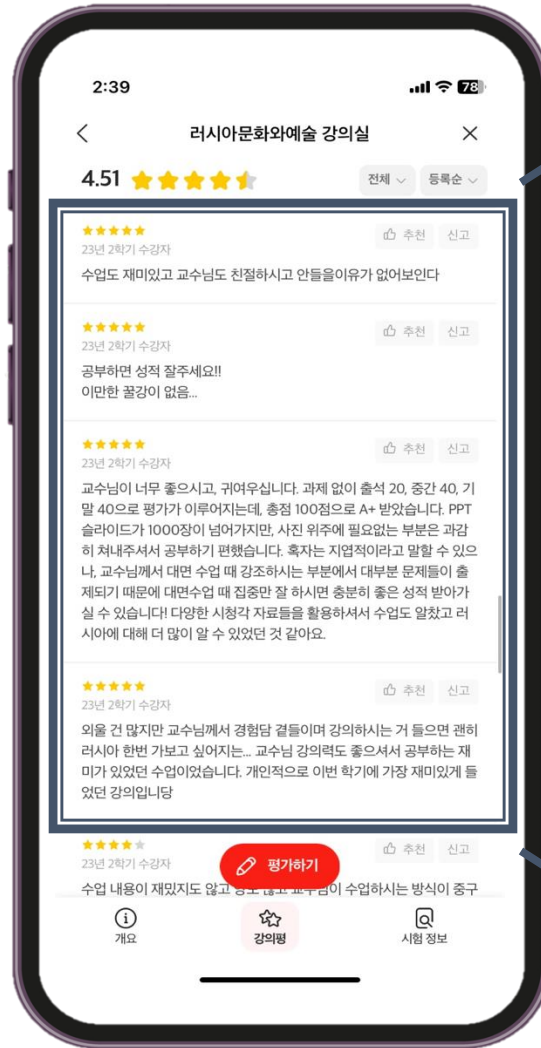 2:39
78
러시아문화와예술 강의실
4.51
전체
등록순
추천 신고
23년 2학기 수강자
수업도 재미있고 교수님도 친절하시고 안들을이유가 없어보인다
추천 신고
23년 2학기 수강자
공부하면 성적 잘주세요!!
이만한 꿀강이 없음...
추천 신고
23년 2학기 수강자
교수님이 너무 좋으시고, 귀여우십니다. 과제 없이 출석 20, 중간 40, 기
말 40으로 평가가 이루어지는데, 총점 100점으로 A+ 받았습니다. PPT
슬라이드가 1000장이 넘어가지만, 사진 위주에 필요없는 부분은 과감
히 쳐내주셔서 공부하기 편했습니다. 혹자는 지엽적이라고 말할 수 있으
나, 교수님께서 대면 수업 때 강조하시는 부분에서 대부분 문제들이 출
제되기 때문에 대면수업 때 집중만 잘 하시면 충분히 좋은 성적 받아가
실 수 있습니다! 다양한 시청각 자료들을 활용하셔서 수업도 알찼고 러
시아에 대해 더 많이 알 수 있었던 것 같아요.
추천 신고
23년 2학기 수강자
외울 건 많지만 교수님께서 경험담 곁들이며 강의하시는 거 들으면 괜히
러시아 한번 가보고 싶어지는... 교수님 강의력도 좋으셔서 공부하는 재
미가 있었던 수업이었습니다. 개인적으로 이번 학기에 가장 재미있게 들
었던 강의입니당
추천 신고
23년 2학기 수강자
평가하기
수업 내용이 재밌지도 않고 수업하시는 방식이 중구
개요
강의평
시험 정보